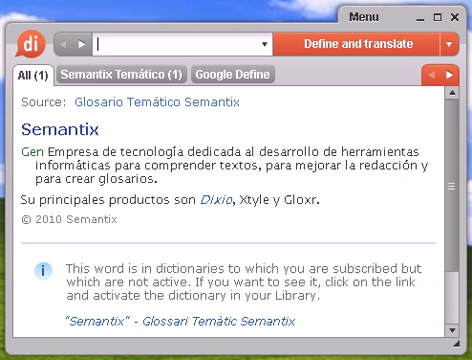 Menu
di
Define and translate
All (1) Semantix Temático (1) Google Define
Source: Glosario Temático Semantix
Semantix
Gen Empresa de tecnología dedicada al desarrollo de herramientas
informáticas para comprender textos, para mejorar la redacción y
para crear glosarios.
Su principales productos son Dixio, Xtyle y Gloxr.
© 2010 Semantix
i
This word is in dictionaries to which you are subscribed but
which are not active. If you want to see it, click on the link
and activate the dictionary in your Library.
"Semantix" - Glossari Temàtic Semantix